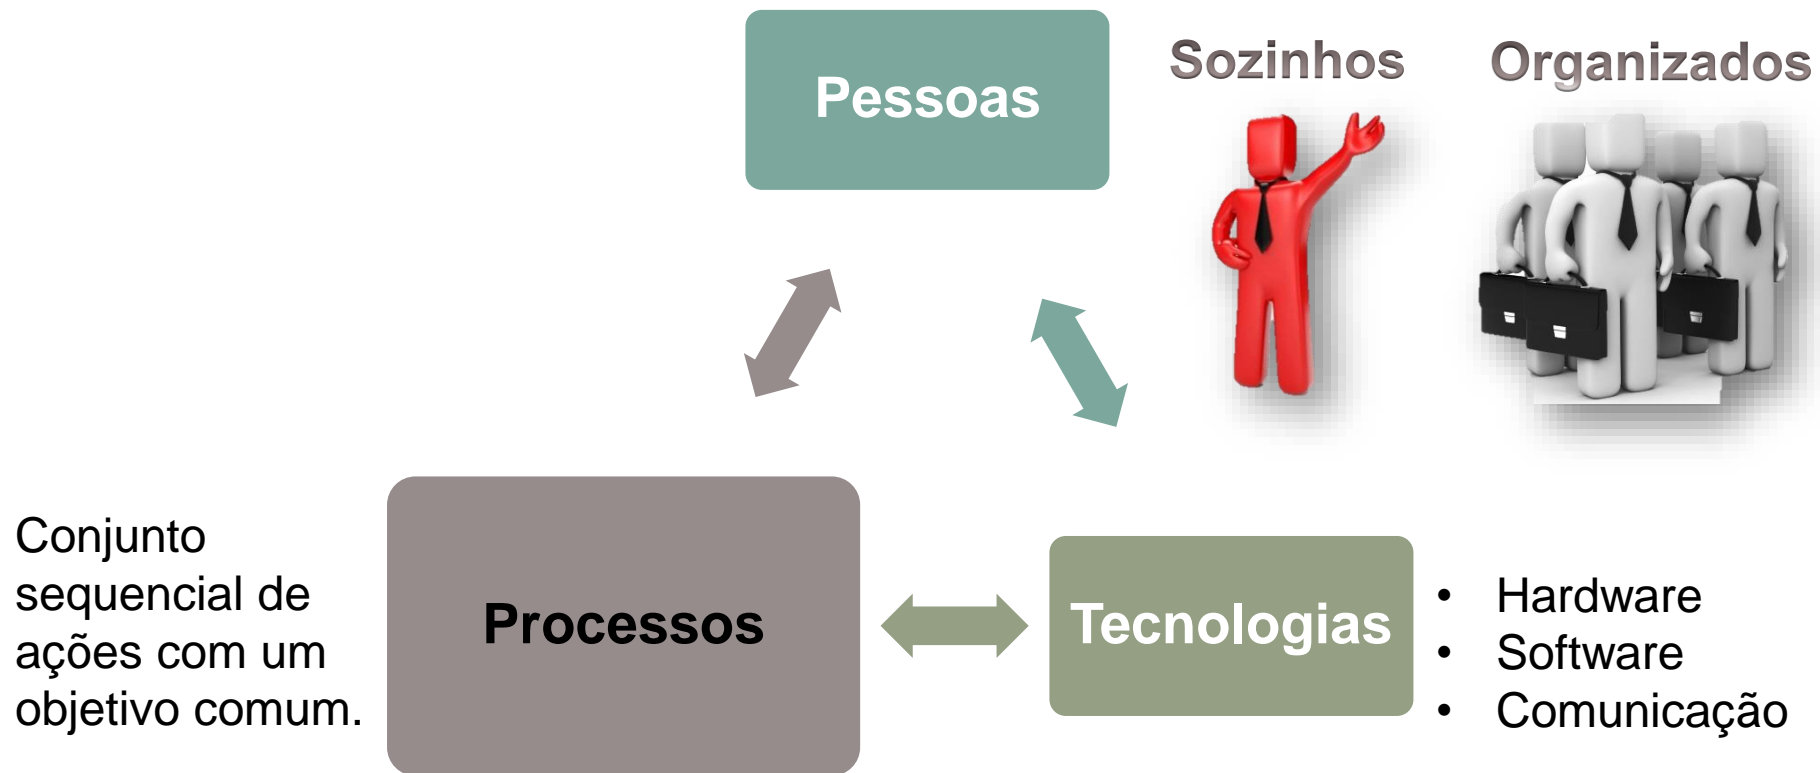 Pessoas
Sozinhos
Organizados
Conjunto
sequencial de
ações com um
objetivo comum.
Processos
Tecnologias
• Hardware
• Software
• Comunicação